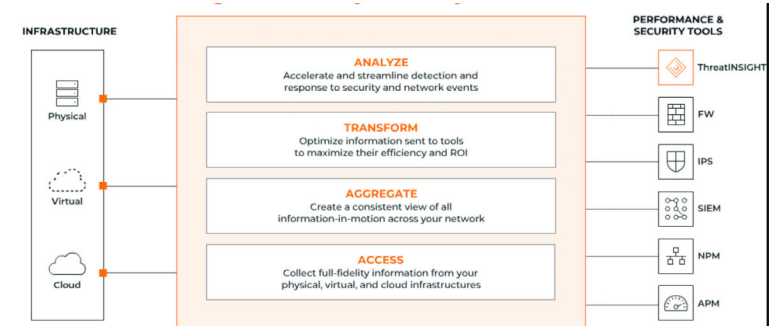 INFRASTRUCTURE
Physical
Virtual
Cloud
ANALYZE
Accelerate and streamline detection and
response to security and network events
TRANSFORM
Optimize information sent to tools
to maximize their efficiency and ROI
AGGREGATE
Create a consistent view of all
information-in-motion across your network
ACCESS
Collect full-fidelity information from your
physical, virtual, and cloud infrastructures
PERFORMANCE &
SECURITY TOOLS
ThreatINSIGHT
FW
IPS
SIEM
NPM
APM